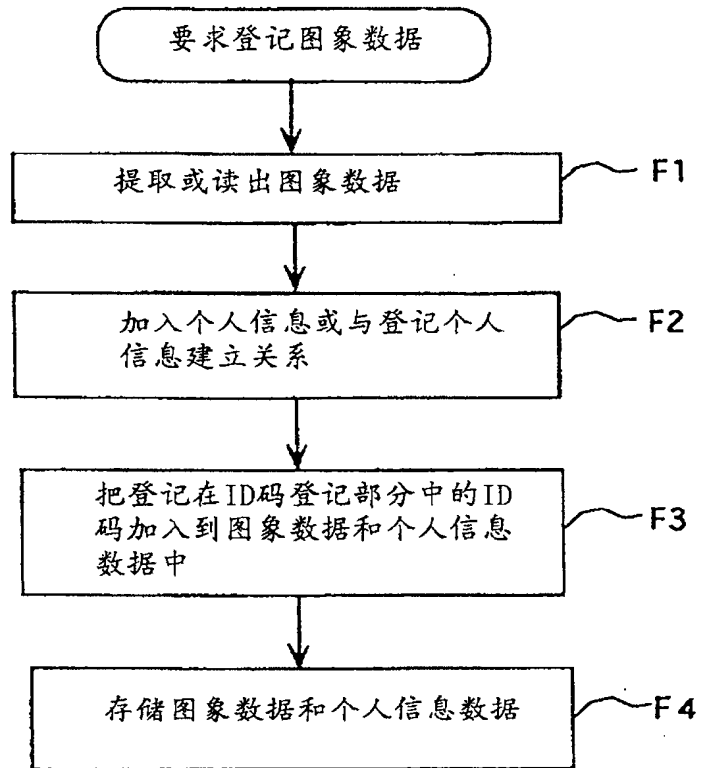 要求登记图象数据
提取或读出图象数据
F1
加入个人信息或与登记个人
信息建立关系
F2
把登记在ID码登记部分中的ID
码加入到图象数据和个人信息
数据中
F3
存储图象数据和个人信息数据
F4